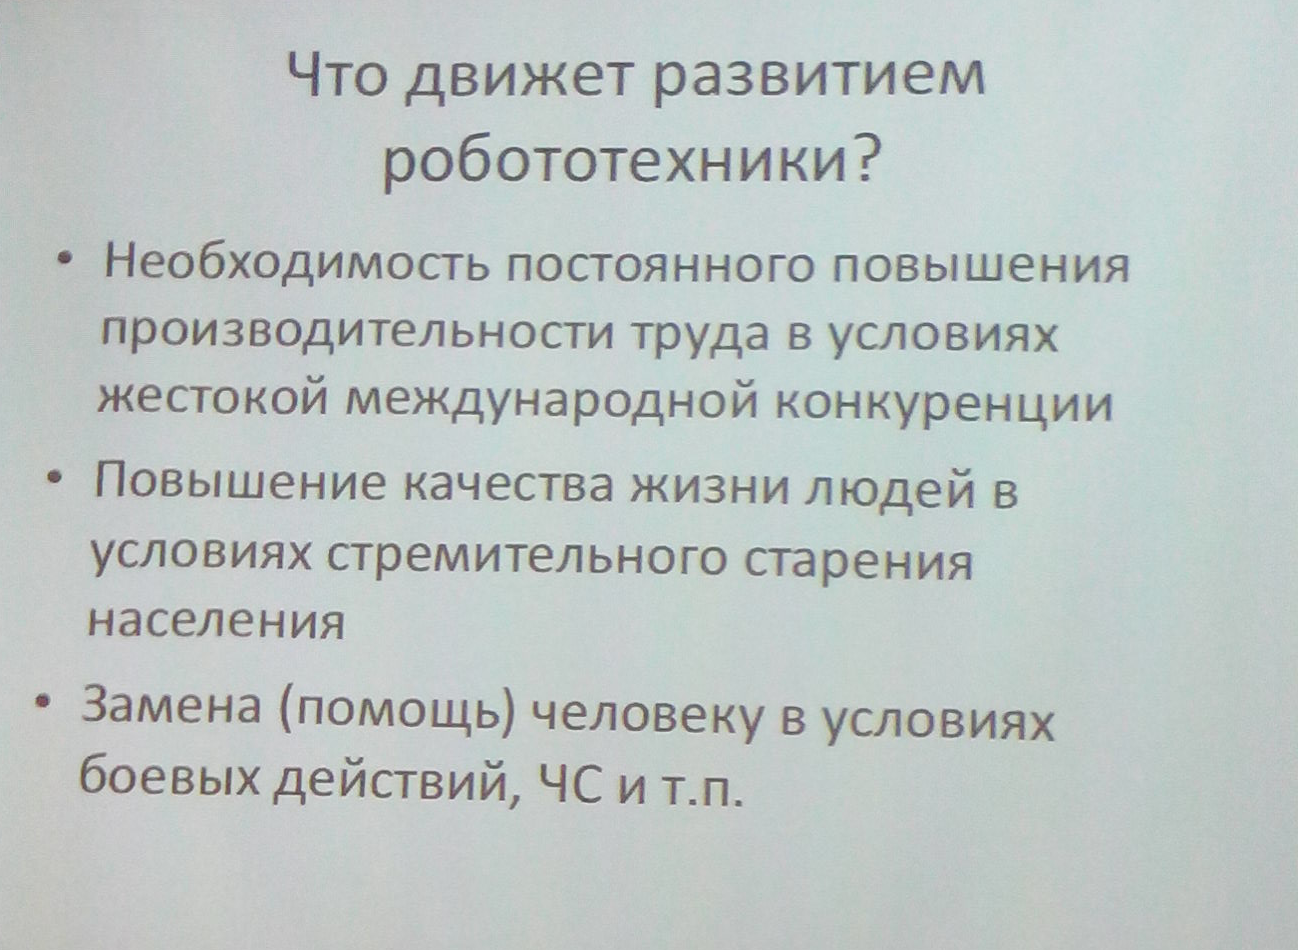 Что движет развитием
робототехники?
• Необходимость постоянного повышения
производительности труда в условиях
жестокой международной конкуренции
• Повышение качества жизни людей в
условиях стремительного старения
населения
• Замена (помощь) человеку в условиях
боевых действий, ЧС и т.п.